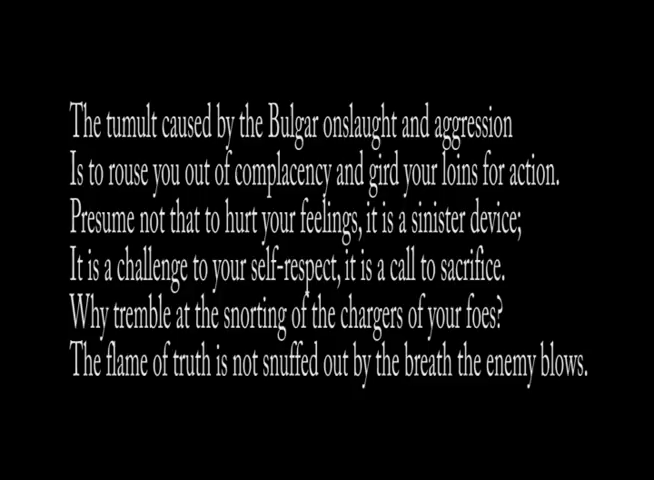 The tumult caused by the Bulgar onslaught and aggression
Is to rouse you out of complacency and gird your loins for action.
Presume not that to hurt your feelings, it is a sinister device;
It is a challenge to your self-respect, it is a call to sacrifice.
Why tremble at the snorting of the chargers of your foes?
The flame of truth is not snuffed out by the breath the enemy blows.